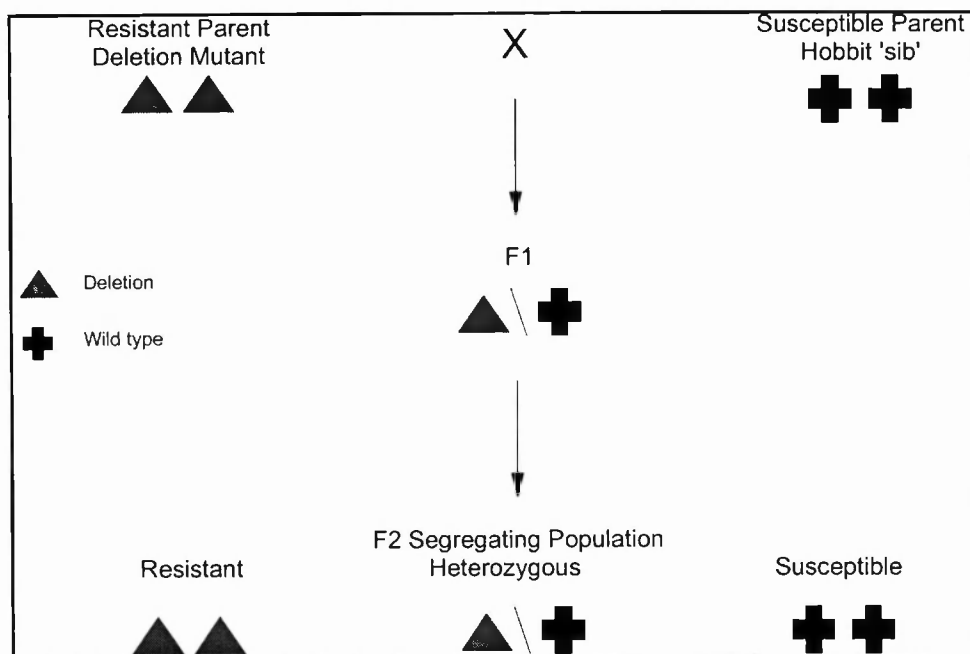 Resistant Parent
Deletion Mutant
X
Susceptible Parent
Hobbit 'sib'
F1
Deletion
Wild type
F2 Segregating Population
Heterozygous
Resistant
Susceptible